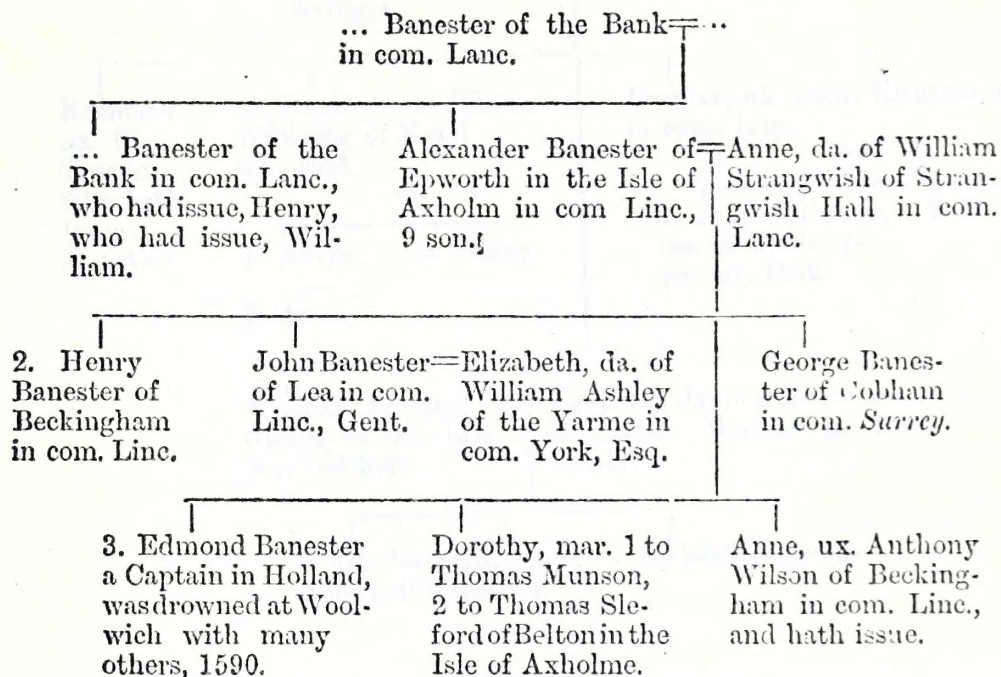 ... Banester of the Bank=..
in com. Lanc.
... Banester of the
Bank in com. Lanc.,
who had issue, Henry,
who had issue, Wil-
liam.
Alexander Banester of=
Epworth in the Isle of
Axholm in com Linc.,
9 son.
Anne, da. of William
Strangwish of Stran-
gwish Hall in com.
Lanc.
2. Henry
Banester of
Beckingham
in com. Linc.
John Banester=
of Lea in com.
Linc., Gent.
Elizabeth, da. of
William Ashley
of the Yarme in
com. York, Esq.
George Banes-
ter of Cobham
in com. Surrey.
3. Edmond Banester
a Captain in Holland,
was drowned at Wool-
wich with many
others, 1590.
Dorothy, mar. 1 to
Thomas Munson,
2 to Thomas Sle-
ford of Belton in the
Isle of Axholme.
Anne, ux. Anthony
Wilson of Becking-
ham in com. Linc.,
and hath issue.